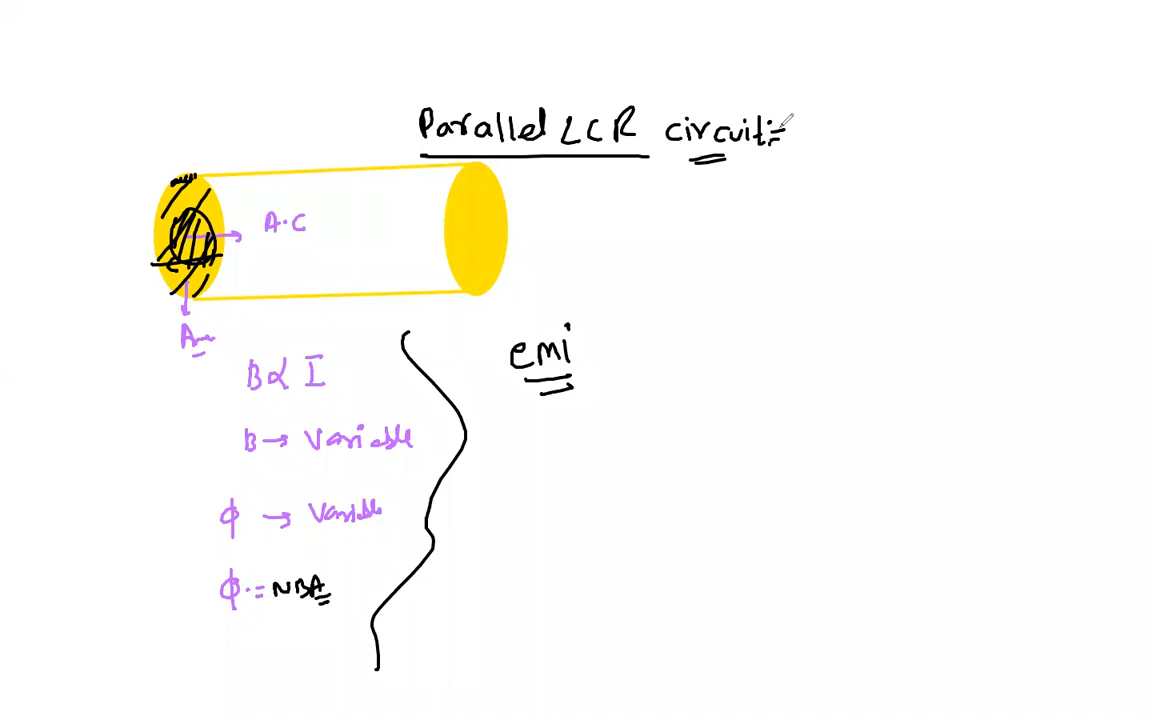 Parallel LCR circuit:-
A.C
A
B ∝ I
emi
B → Variable
ϕ → Variable
ϕ = NBA